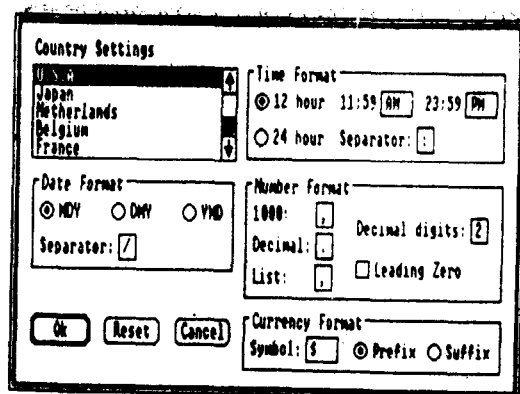 Country Settings
U S A
Japan
Netherlands
Belgium
France
Time Format
12 hour 11:59 AM 23:59 PM
24 hour Separator: :
Date Format
MDY DMY YMD
Separator: /
Number Format
1000: ,
Decimal: .
Decimal digits: 2
List: ,
Leading Zero
Ok Reset Cancel
Currency Format
Symbol: $ Prefix Suffix